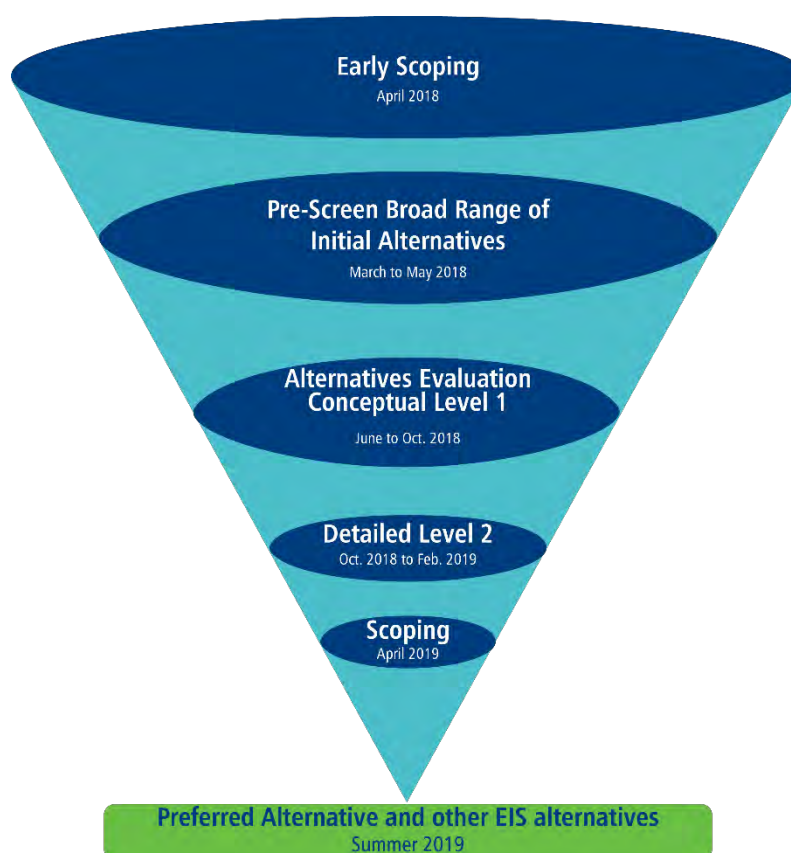 Early Scoping
April 2018
Pre-Screen Broad Range of
Initial Alternatives
March to May 2018
Alternatives Evaluation
Conceptual Level 1
June to Oct. 2018
Detailed Level 2
Oct. 2018 to Feb. 2019
Scoping
April 2019
Preferred Alternative and other EIS alternatives
Summer 2019